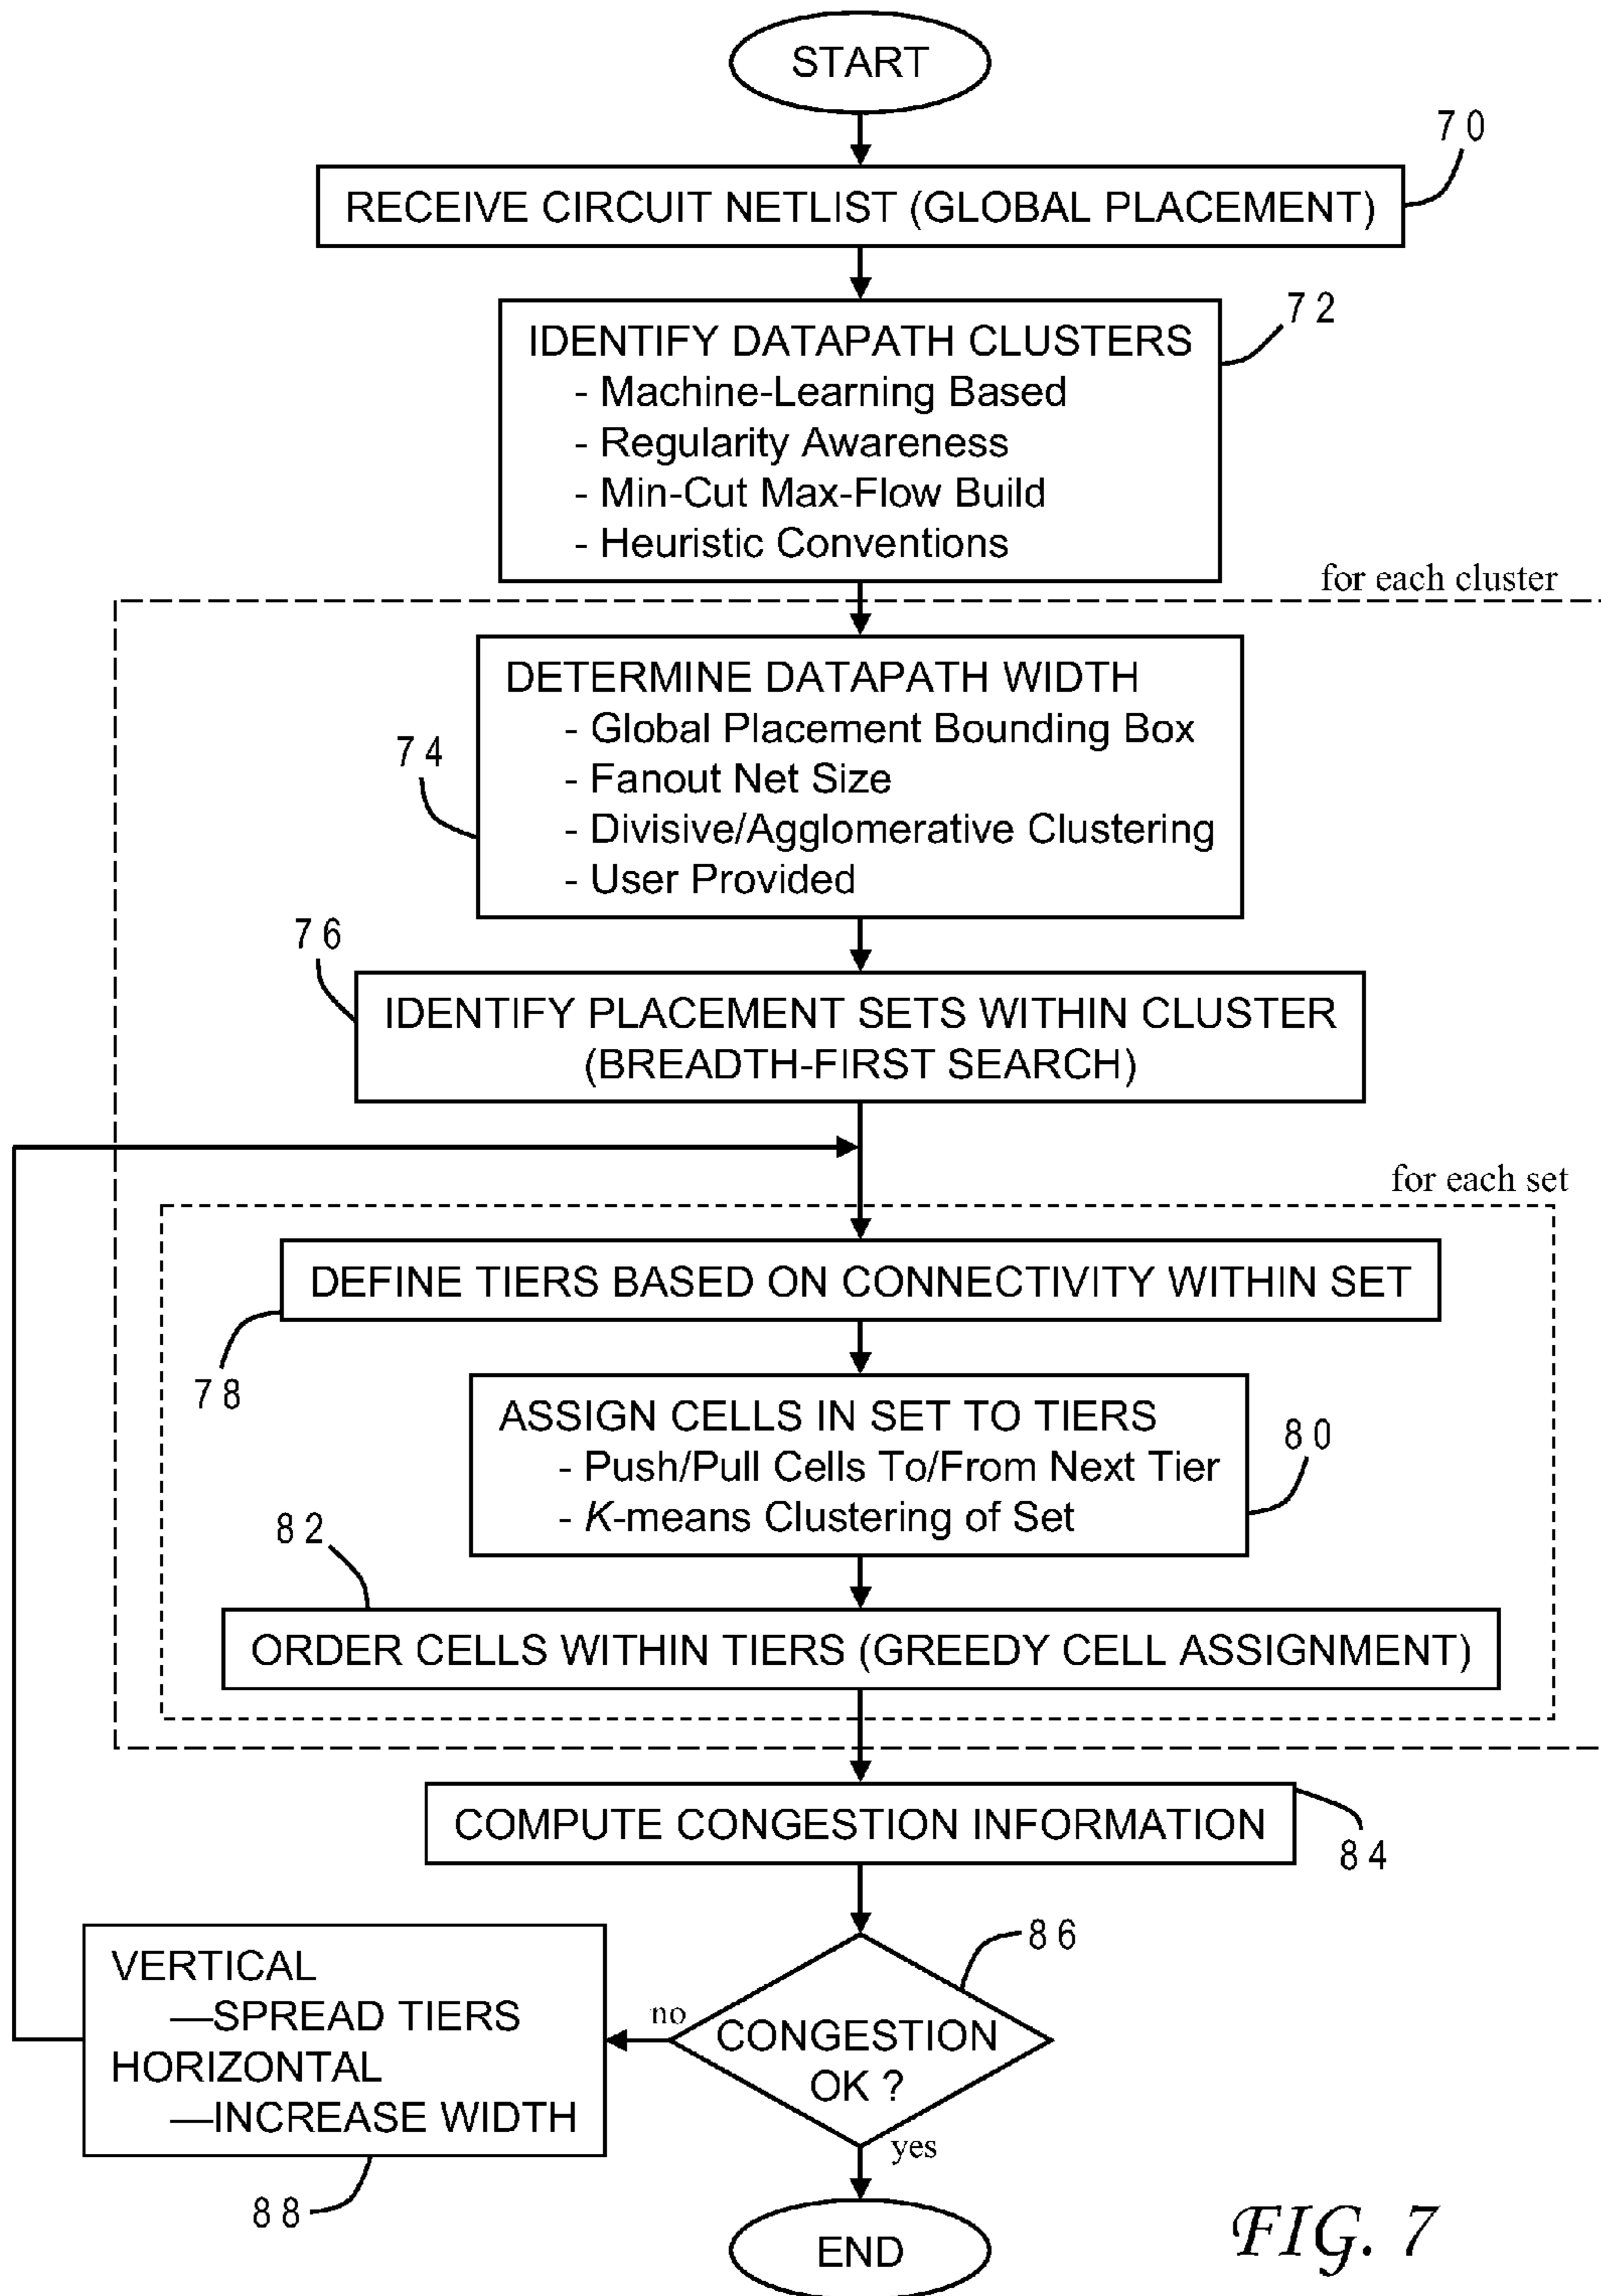 START
70
RECEIVE CIRCUIT NETLIST (GLOBAL PLACEMENT)
72
IDENTIFY DATAPATH CLUSTERS
- Machine-Learning Based
- Regularity Awareness
- Min-Cut Max-Flow Build
- Heuristic Conventions
for each cluster
74
DETERMINE DATAPATH WIDTH
- Global Placement Bounding Box
- Fanout Net Size
- Divisive/Agglomerative Clustering
- User Provided
76
IDENTIFY PLACEMENT SETS WITHIN CLUSTER
(BREADTH-FIRST SEARCH)
for each set
DEFINE TIERS BASED ON CONNECTIVITY WITHIN SET
78
ASSIGN CELLS IN SET TO TIERS
- Push/Pull Cells To/From Next Tier
- K-means Clustering of Set
80
82
ORDER CELLS WITHIN TIERS (GREEDY CELL ASSIGNMENT)
COMPUTE CONGESTION INFORMATION
84
86
CONGESTION
OK ?
no
VERTICAL
—SPREAD TIERS
HORIZONTAL
—INCREASE WIDTH
88
yes
END
FIG. 7